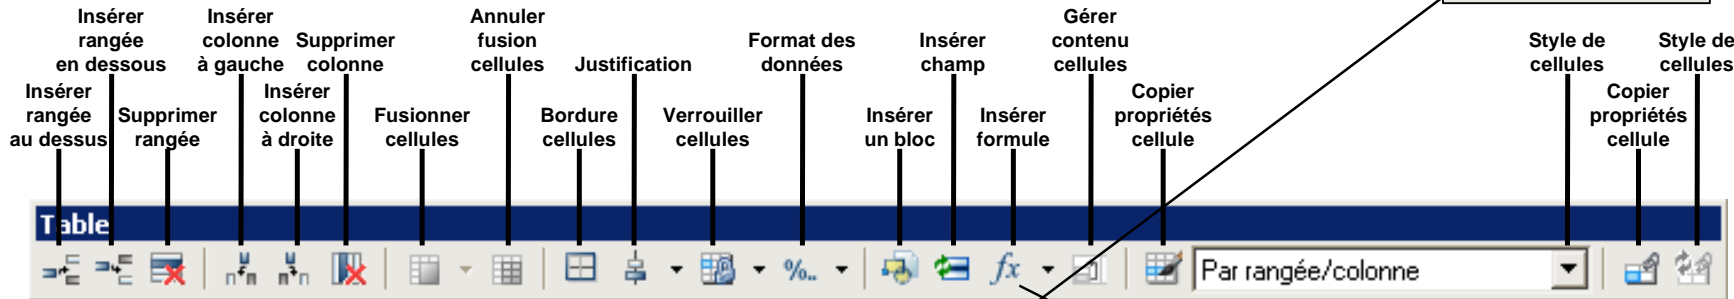 Insérer
rangée
en dessous
Insérer
colonne
à gauche
Supprimer
colonne
Annuler
fusion
cellules
Justification
Format des
données
Insérer
champ
Gérer
contenu
cellules
Style de
cellules
Style de
cellules
Insérer
rangée
au dessus
Supprimer
rangée
Insérer
colonne
à droite
Fusionner
cellules
Bordure
cellules
Verrouiller
cellules
Insérer
un bloc
Insérer
formule
Copier
propriétés
cellule
Copier
propriétés
cellule
Table
%..
fx
Par rangée/colonne